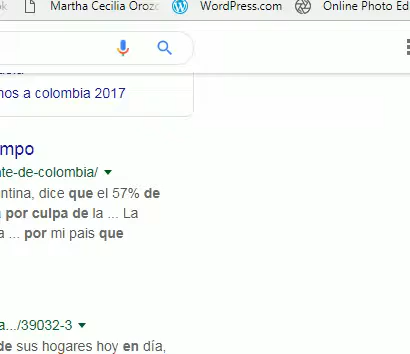 Martha Cecilia Oroz WordPress.com Online Photo Ed
nos a colombia 2017
mpo
te-de-colombia/
ntina, dice que el 57% de
por culpa de la ... La
a ... por mi pais que
a.../39032-3
de sus hogares hoy en día,